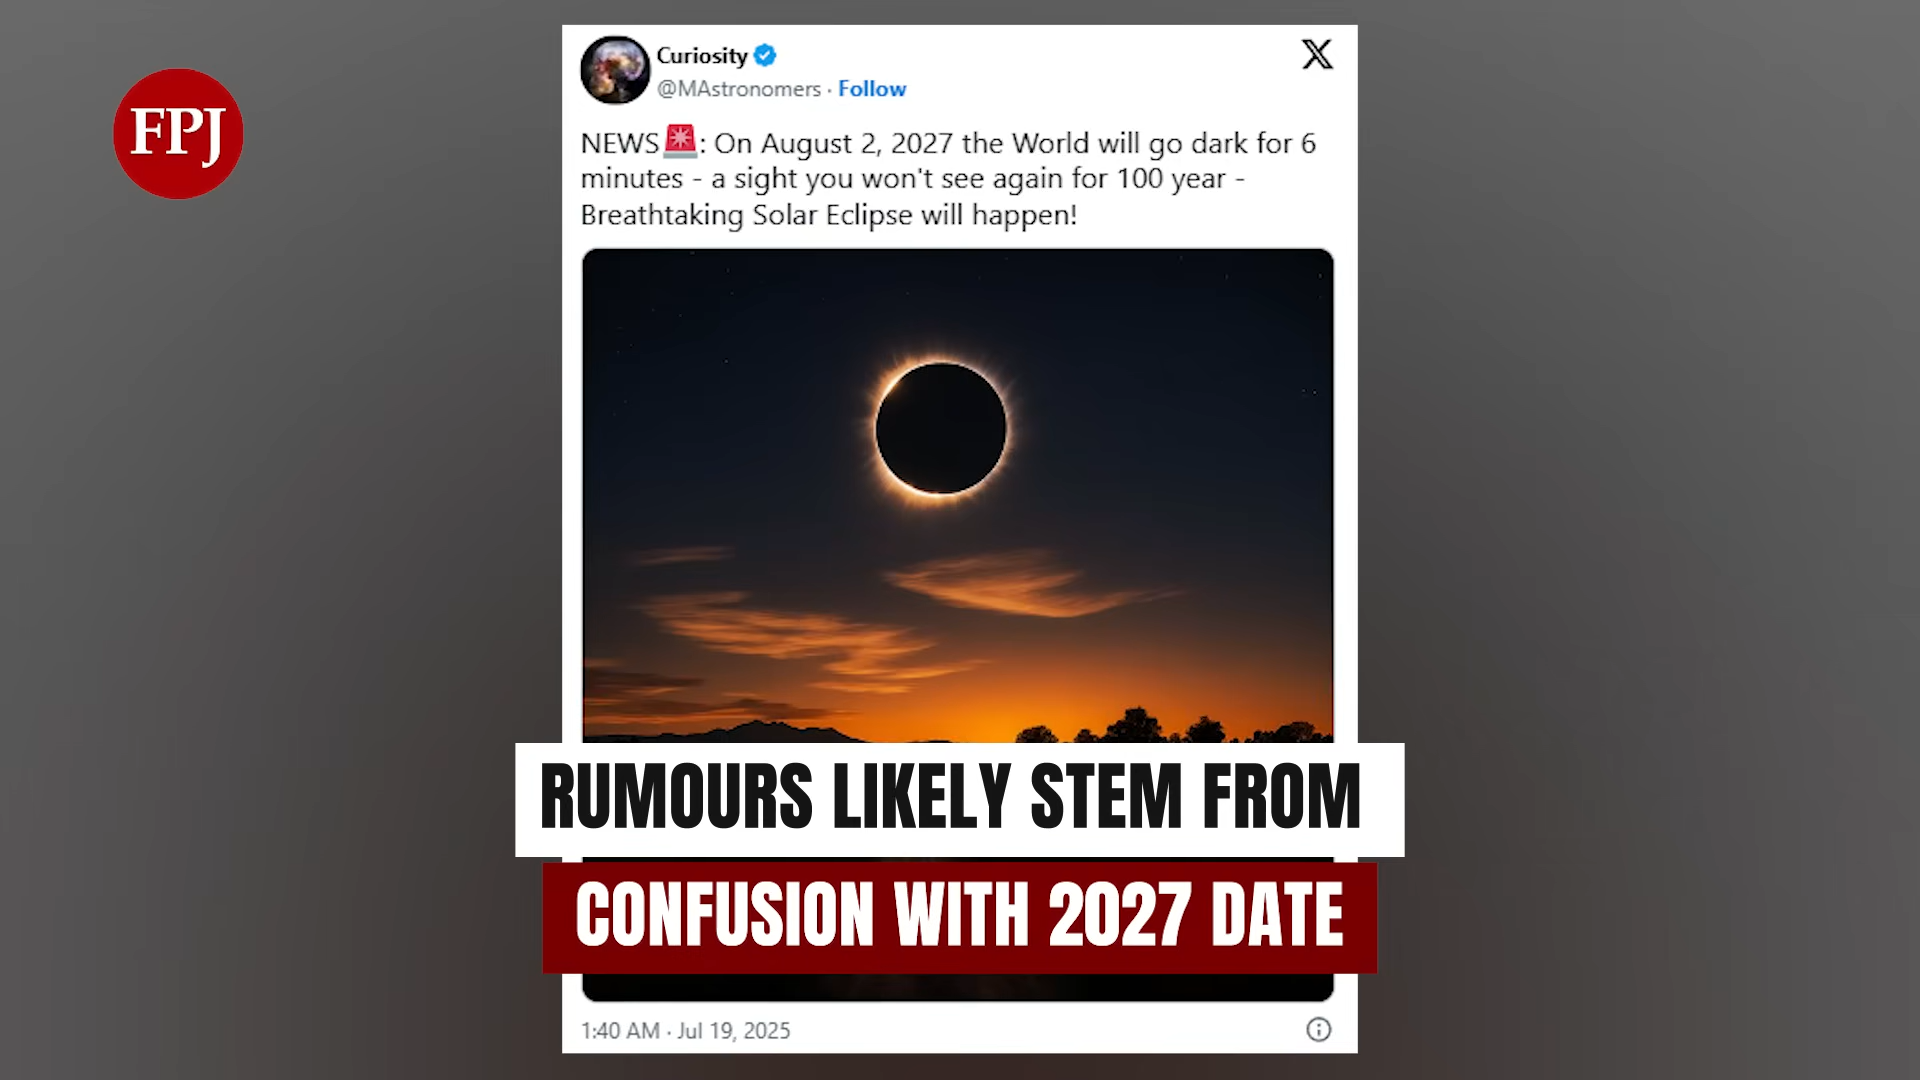 FPJ
Curiosity
@MAstronomers · Follow
NEWS🚨: On August 2, 2027 the World will go dark for 6
minutes - a sight you won't see again for 100 year -
Breathtaking Solar Eclipse will happen!
RUMOURS LIKELY STEM FROM
CONFUSION WITH 2027 DATE
1:40 AM · Jul 19, 2025